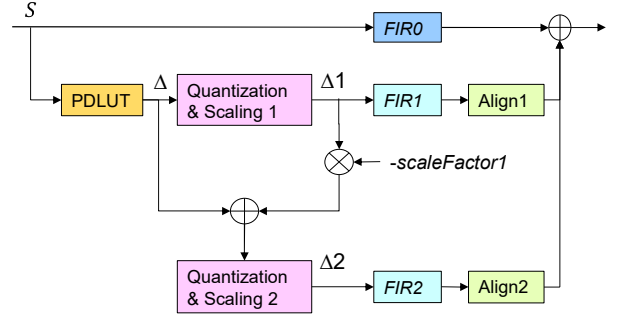 S
FIR0
PDLUT
Δ
Quantization
& Scaling 1
Δ1
FIR1
Align1
-scaleFactor1
Quantization
& Scaling 2
Δ2
FIR2
Align2